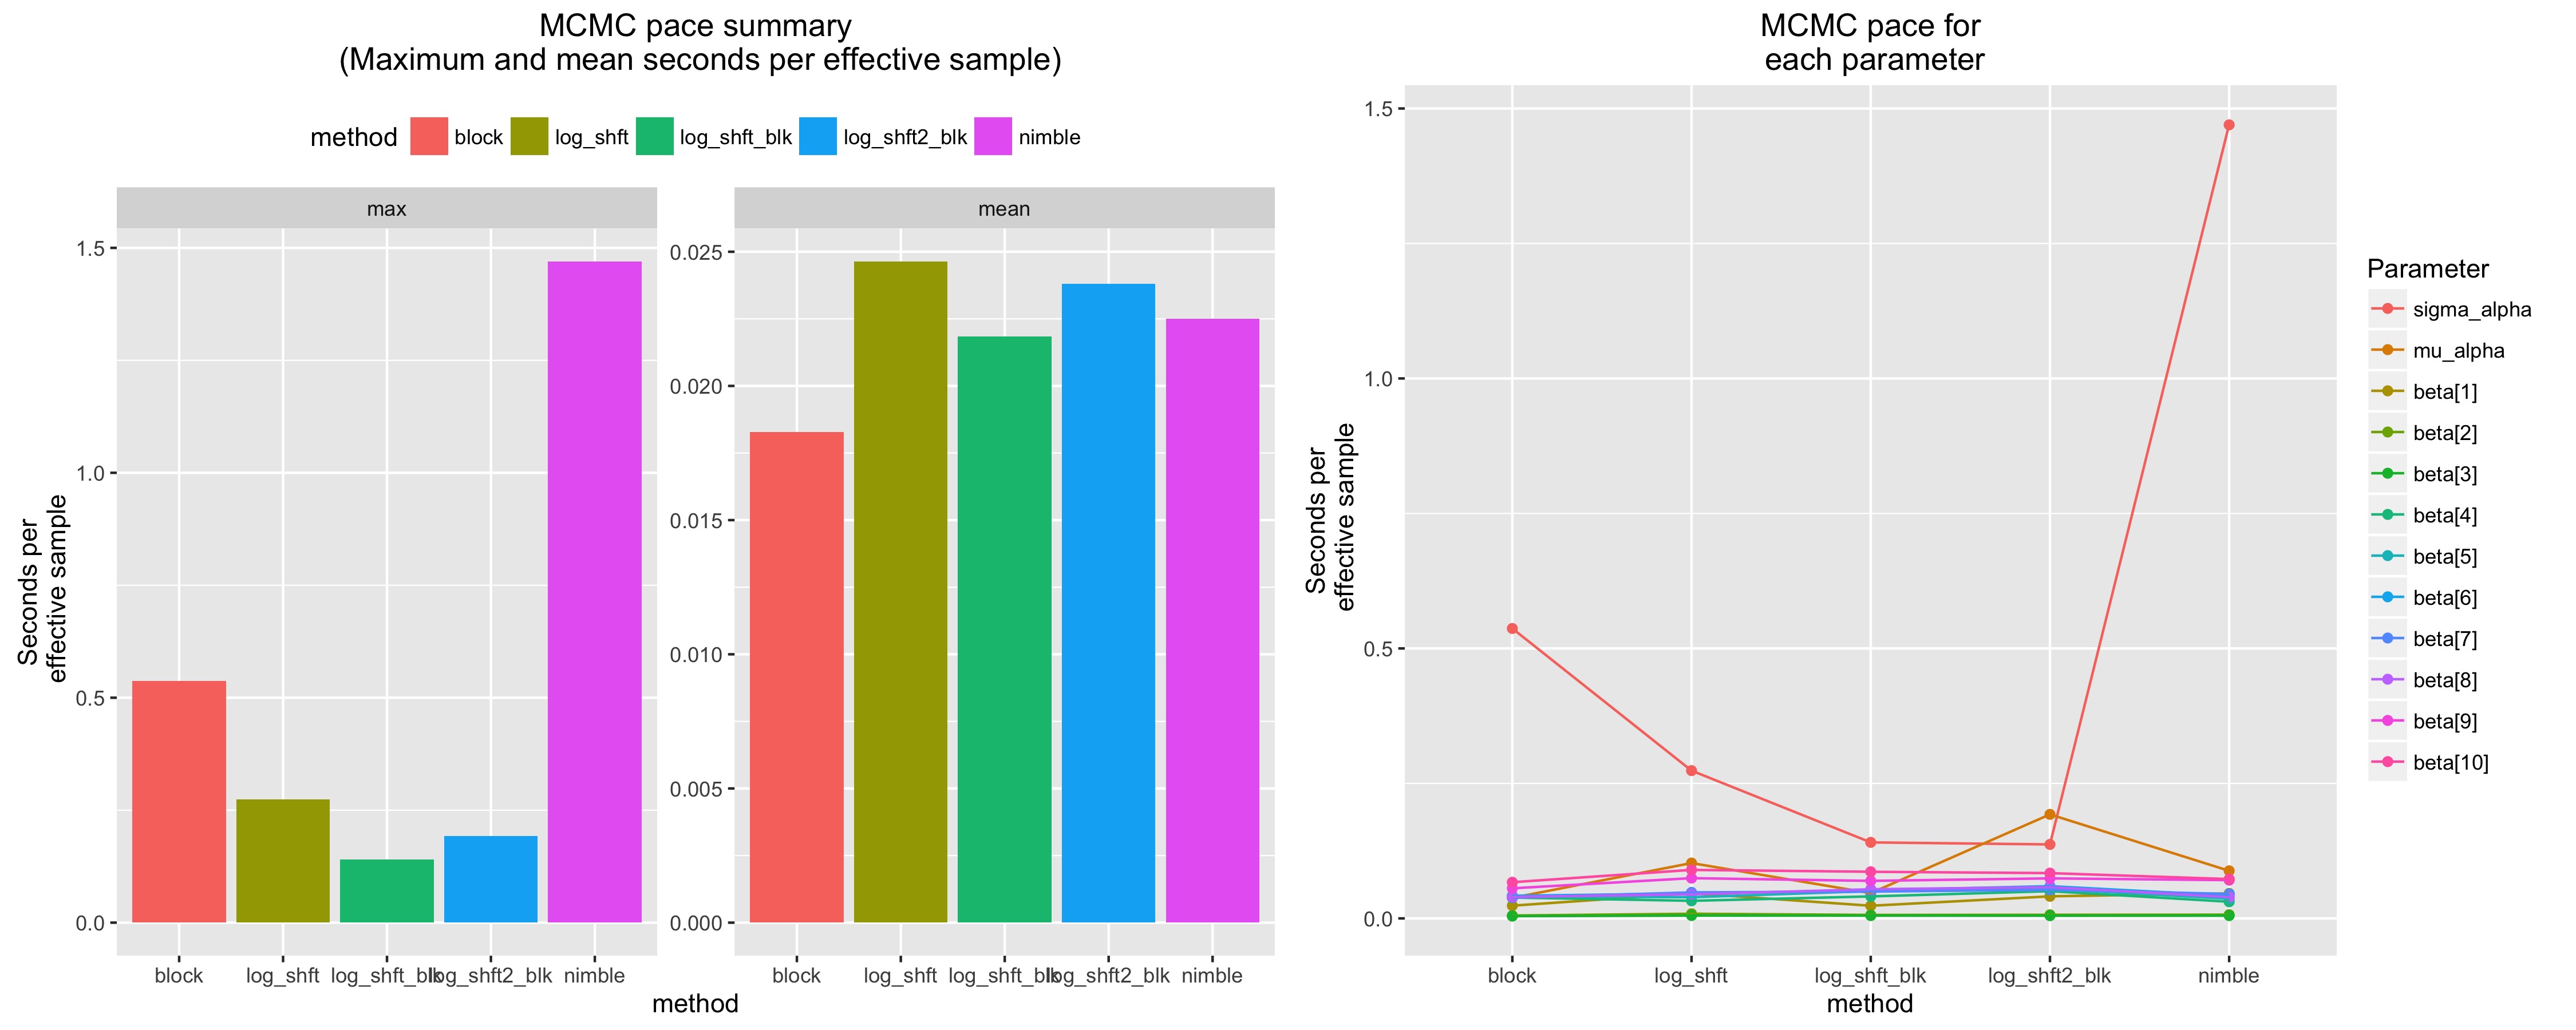 MCMC pace summary
(Maximum and mean seconds per effective sample)
method block log_shft log_shft_blk log_shft2_blk nimble
max
mean
Seconds per
effective sample
1.5
1.0
0.5
0.0
0.025
0.020
0.015
0.010
0.005
0.000
block log_shft log_shft_blk log_shft2_blk nimble
block log_shft log_shft_blk log_shft2_blk nimble
method
MCMC pace for
each parameter
Seconds per
effective sample
1.5
1.0
0.5
0.0
block log_shft log_shft_blk log_shft2_blk nimble
method
Parameter
sigma_alpha
mu_alpha
beta[1]
beta[2]
beta[3]
beta[4]
beta[5]
beta[6]
beta[7]
beta[8]
beta[9]
beta[10]